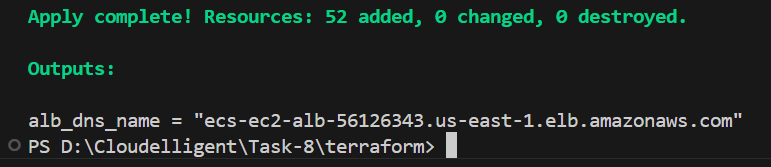 Apply complete! Resources: 52 added, 0 changed, 0 destroyed.
Outputs:
alb_dns_name = "ecs-ec2-alb-56126343.us-east-1.elb.amazonaws.com"
PS D:\Cloudelligent\Task-8\terraform>